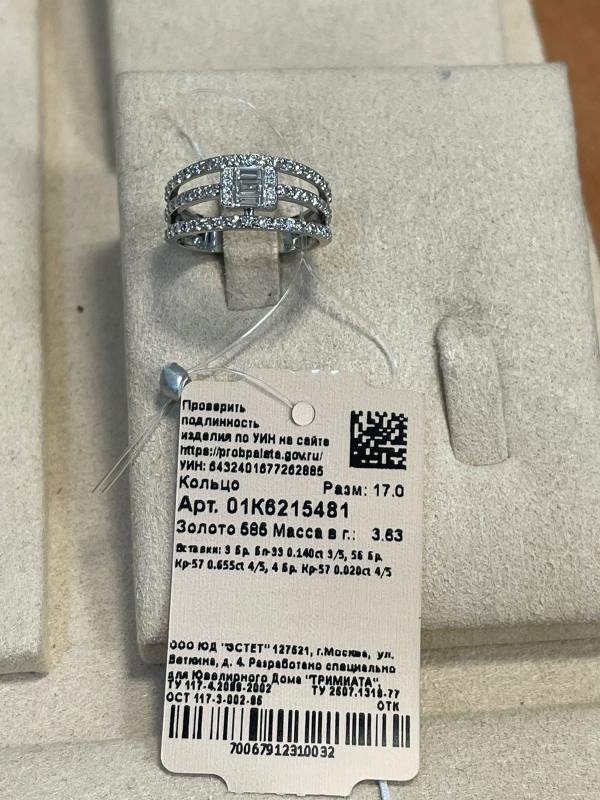 Проверить
подлинность
изделия по УИН на сайте
https://probpalata.gov.ru/
УИН: 6432401677262885
Кольцо Разм: 17.0
Арт. 01К6215481
Золото 585 Масса в г.: 3.63
Вставки: 3 бр. Бп-33 0.140ct 3/5, 56 бр.
Кр-57 0.655ct 4/5, 4 бр. Кр-57 0.020ct 4/5
ООО ЮД "ЭСТЕТ" 127521, г.Москва, ул.
Веткина, д. 4. Разработано специально
для Ювелирного Дома "ТРИМИАТА",
ТУ 117-4.2099-2002 ТУ 2507.1318-77
ОСТ 117-3-002-95 ОТК
70067912310032